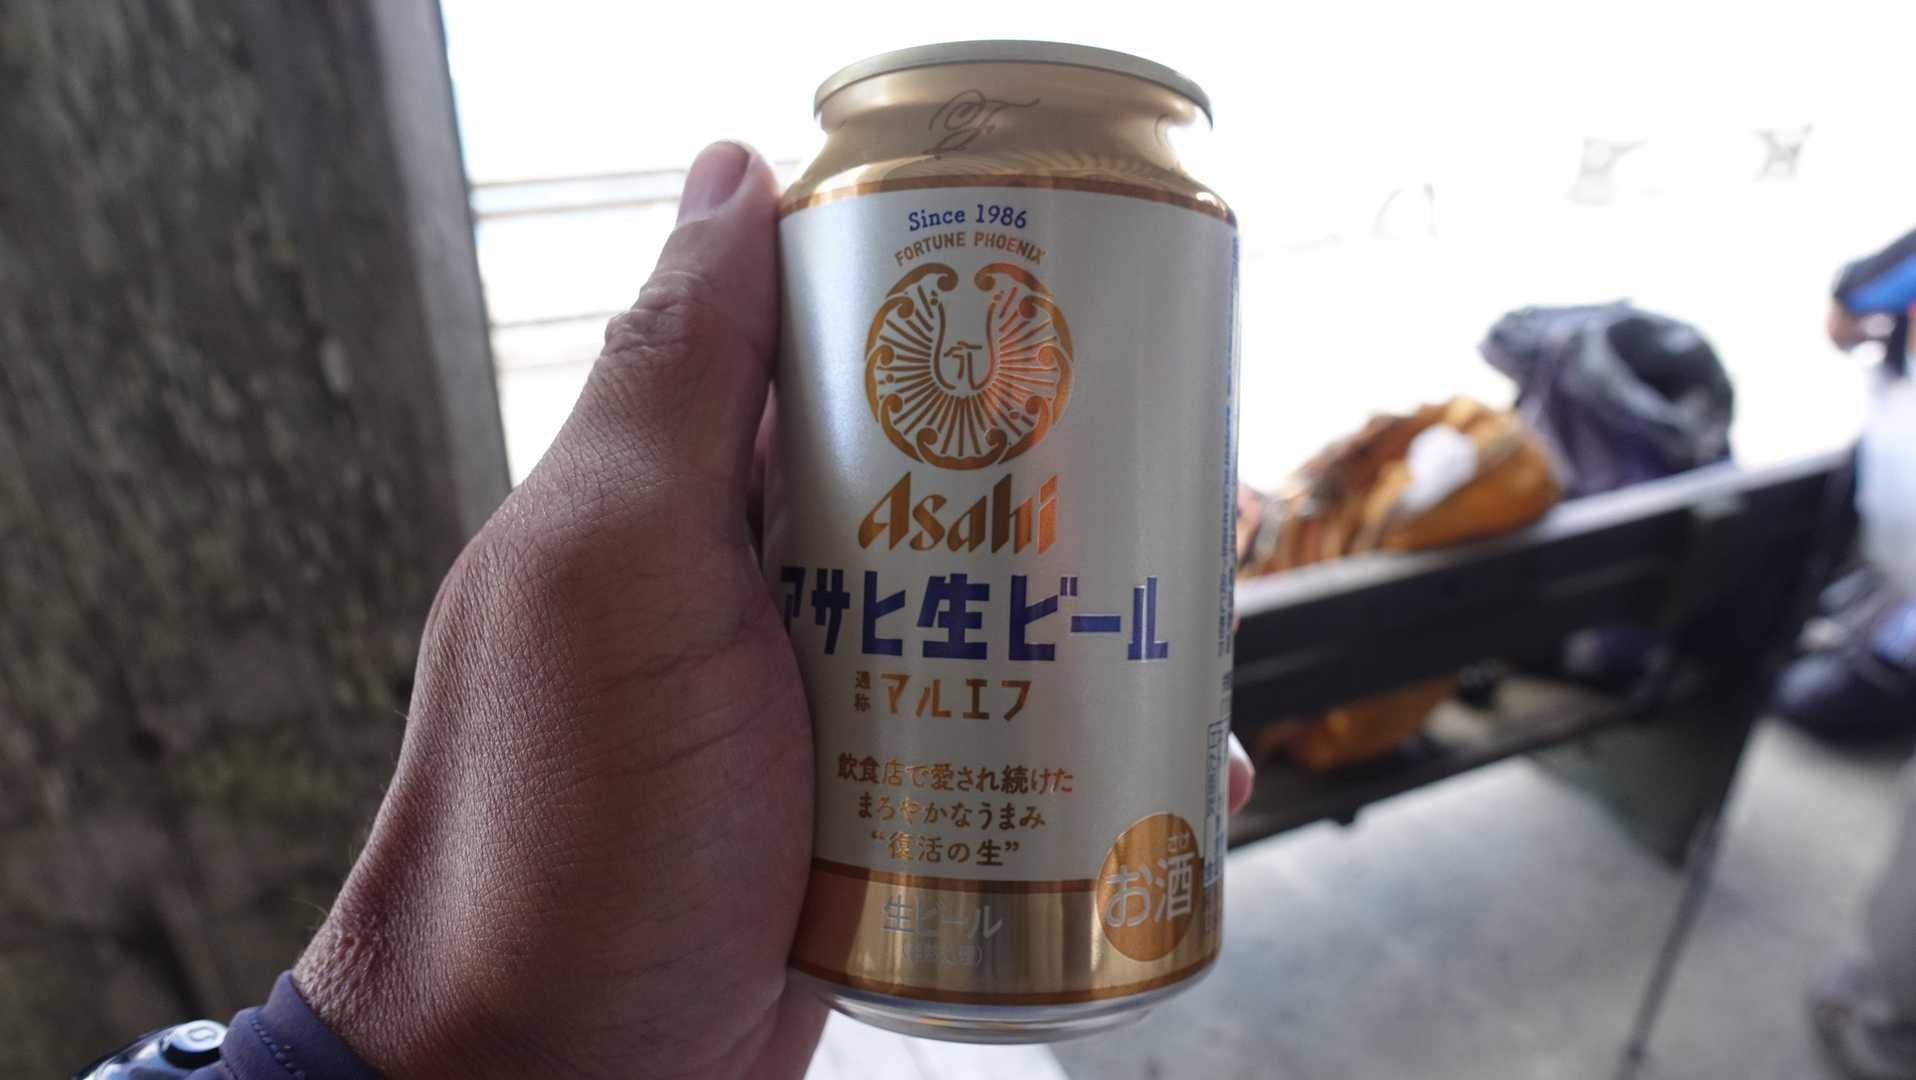 Since 1986
FORTUNE PHOENIX
Asahi
アサヒ生ビール
通称 マルエフ
飲食店で愛され続けた
まろやかなうまみ
“復活の生”
お酒
生ビール